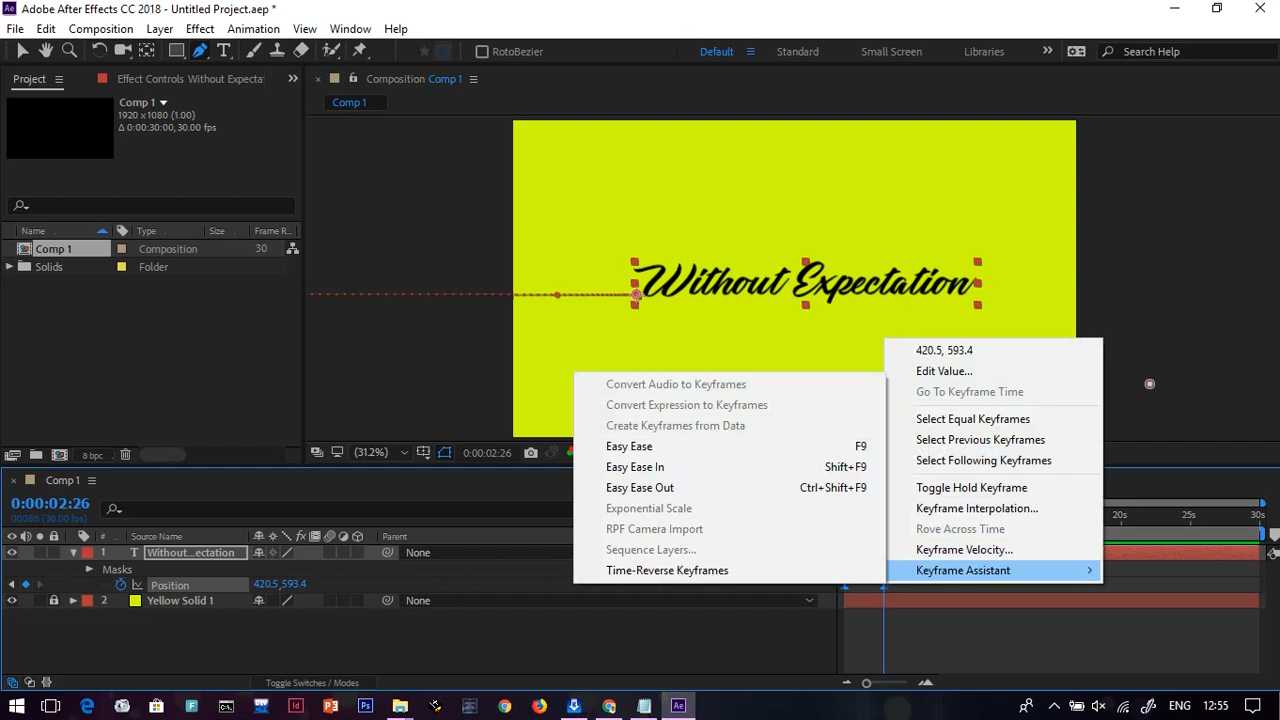 Adobe After Effects CC 2018 - Untitled Project.aep *
File Edit Composition Layer Effect Animation View Window Help
RotoBezier Default Standard Small Screen Libraries Search Help
Project Effect Controls Without Expectat Composition Comp 1
Comp 1
1920 x 1080 (1.00)
Δ 0:00:30:00, 30.00 fps
Comp 1
Name Type Size Frame R...
Comp 1 Composition 30
Solids Folder
Without Expectation
420.5, 593.4
Edit Value...
Go To Keyframe Time
Select Equal Keyframes
Select Previous Keyframes
Select Following Keyframes
Toggle Hold Keyframe
Keyframe Interpolation...
Rove Across Time
Keyframe Velocity...
Keyframe Assistant
Convert Audio to Keyframes
Convert Expression to Keyframes
Create Keyframes from Data
Easy Ease F9
Easy Ease In Shift+F9
Easy Ease Out Ctrl+Shift+F9
Exponential Scale
RPF Camera Import
Sequence Layers...
Time-Reverse Keyframes
8 bpc (31.2%) 0:00:02:26
Comp 1
0:00:02:26
00086 (30.00 fps)
20s 25s 30s
# Source Name Parent
1 T Without...ectation None
Masks
Position 420.5,593.4
2 Yellow Solid 1 None
Toggle Switches / Modes
ENG 12:55